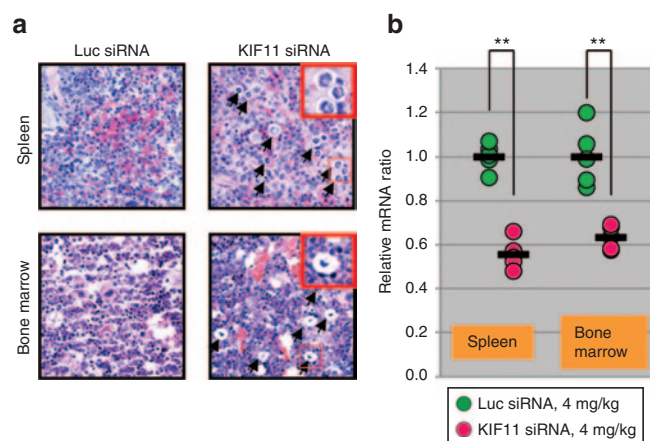 a
Luc siRNA
KIF11 siRNA
Spleen
Bone marrow
b
**
**
Relative mRNA ratio
1.4
1.2
1.0
0.8
0.6
0.4
0.2
0.0
Spleen
Bone
marrow
Luc siRNA, 4 mg/kg
KIF11 siRNA, 4 mg/kg